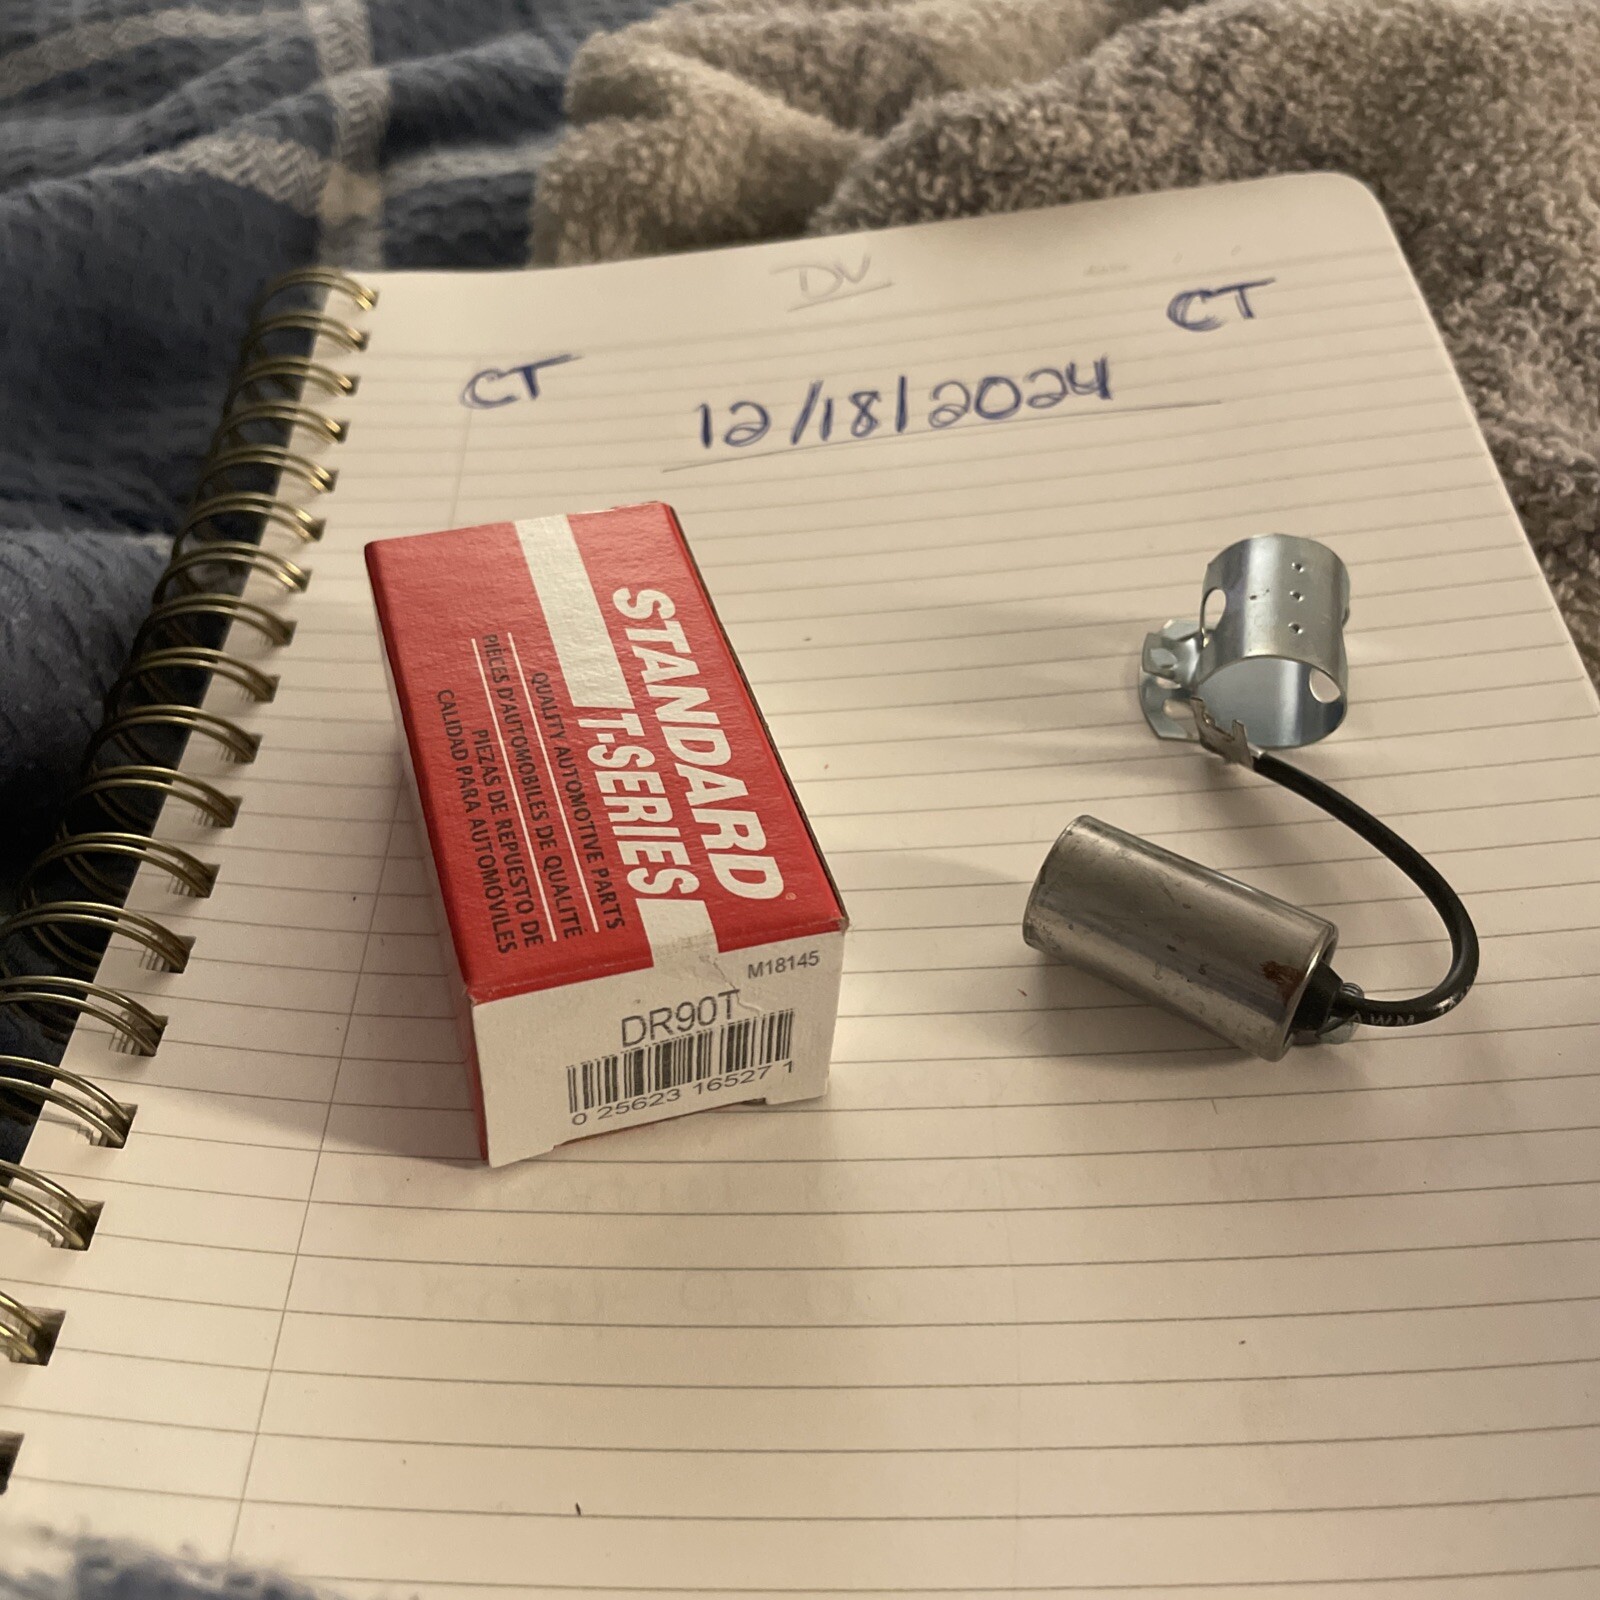 DV
CT
CT
12/18/2024
STANDARD®
T-SERIES
QUALITY AUTOMOTIVE PARTS
PIÈCES D'AUTOMOBILES DE QUALITÉ
PIEZAS DE REPUESTO DE
CALIDAD PARA AUTOMÓVILES
M18145
DR90T
0 25623 16527 1
AWM